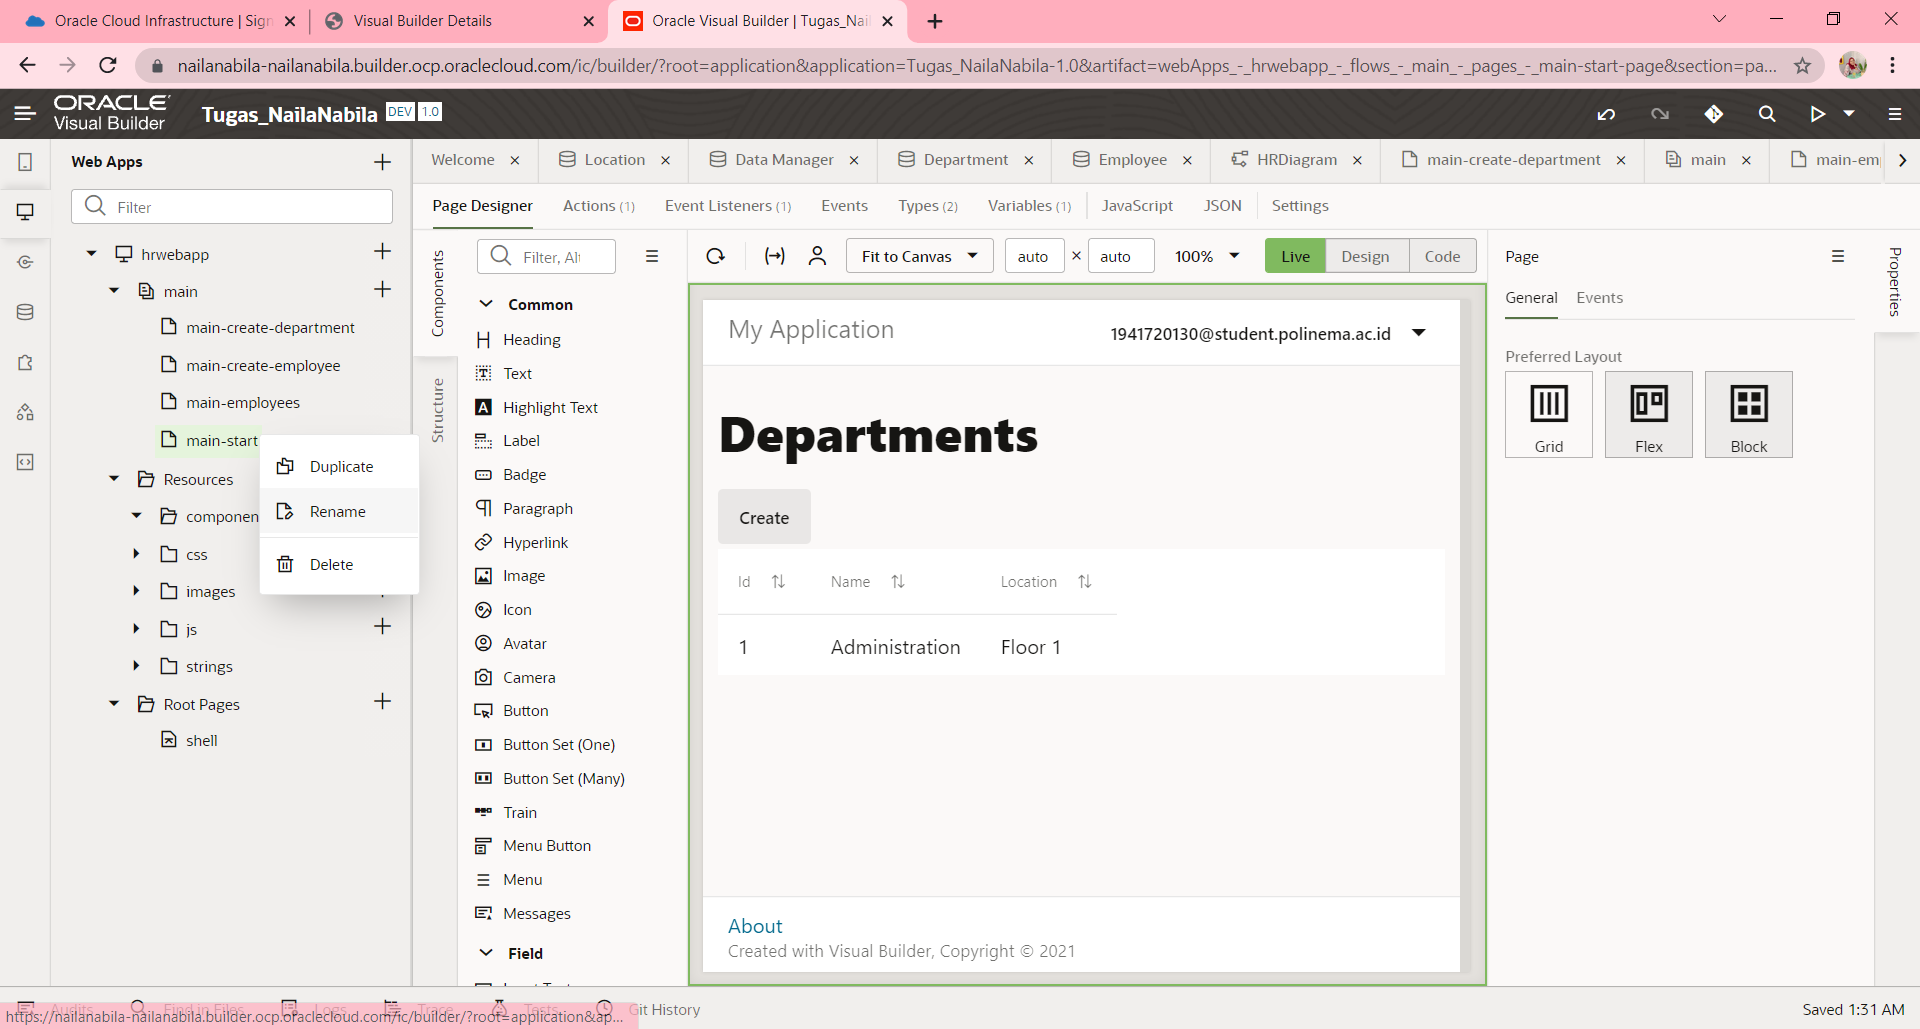 Oracle Cloud Infrastructure | Sign
Visual Builder Details
Oracle Visual Builder | Tugas_Nail
nailanabila-nailanabila.builder.ocp.oraclecloud.com/ic/builder/?root=application&application=Tugas_NailaNabila-1.0&artifact=webApps_-_hrwebapp_-_flows_-_main_-_pages_-_main-start-page&section=pa...
ORACLE
Visual Builder
Tugas_NailaNabila DEV 1.0
Web Apps
Welcome
Location
Data Manager
Department
Employee
HRDiagram
main-create-department
main
main-em
Filter
Page Designer
Actions (1)
Event Listeners (1)
Events
Types (2)
Variables (1)
JavaScript
JSON
Settings
hrwebapp
main
main-create-department
main-create-employee
main-employees
main-start
Resources
componen
css
images
js
strings
Root Pages
shell
Duplicate
Rename
Delete
Components
Structure
Filter, Alt
Common
Heading
Text
Highlight Text
Label
Badge
Paragraph
Hyperlink
Image
Icon
Avatar
Camera
Button
Button Set (One)
Button Set (Many)
Train
Menu Button
Menu
Messages
Field
Fit to Canvas
auto × auto
100%
Live
Design
Code
My Application
1941720130@student.polinema.ac.id
Departments
Create
Id Name Location
1 Administration Floor 1
About
Created with Visual Builder, Copyright © 2021
Page
General
Events
Preferred Layout
Grid
Flex
Block
Properties
Audits
Find in Files
Logs
Trace
Tests
Git History
Saved 1:31 AM
https://nailanabila-nailanabila.builder.ocp.oraclecloud.com/ic/builder/?root=application&ap...